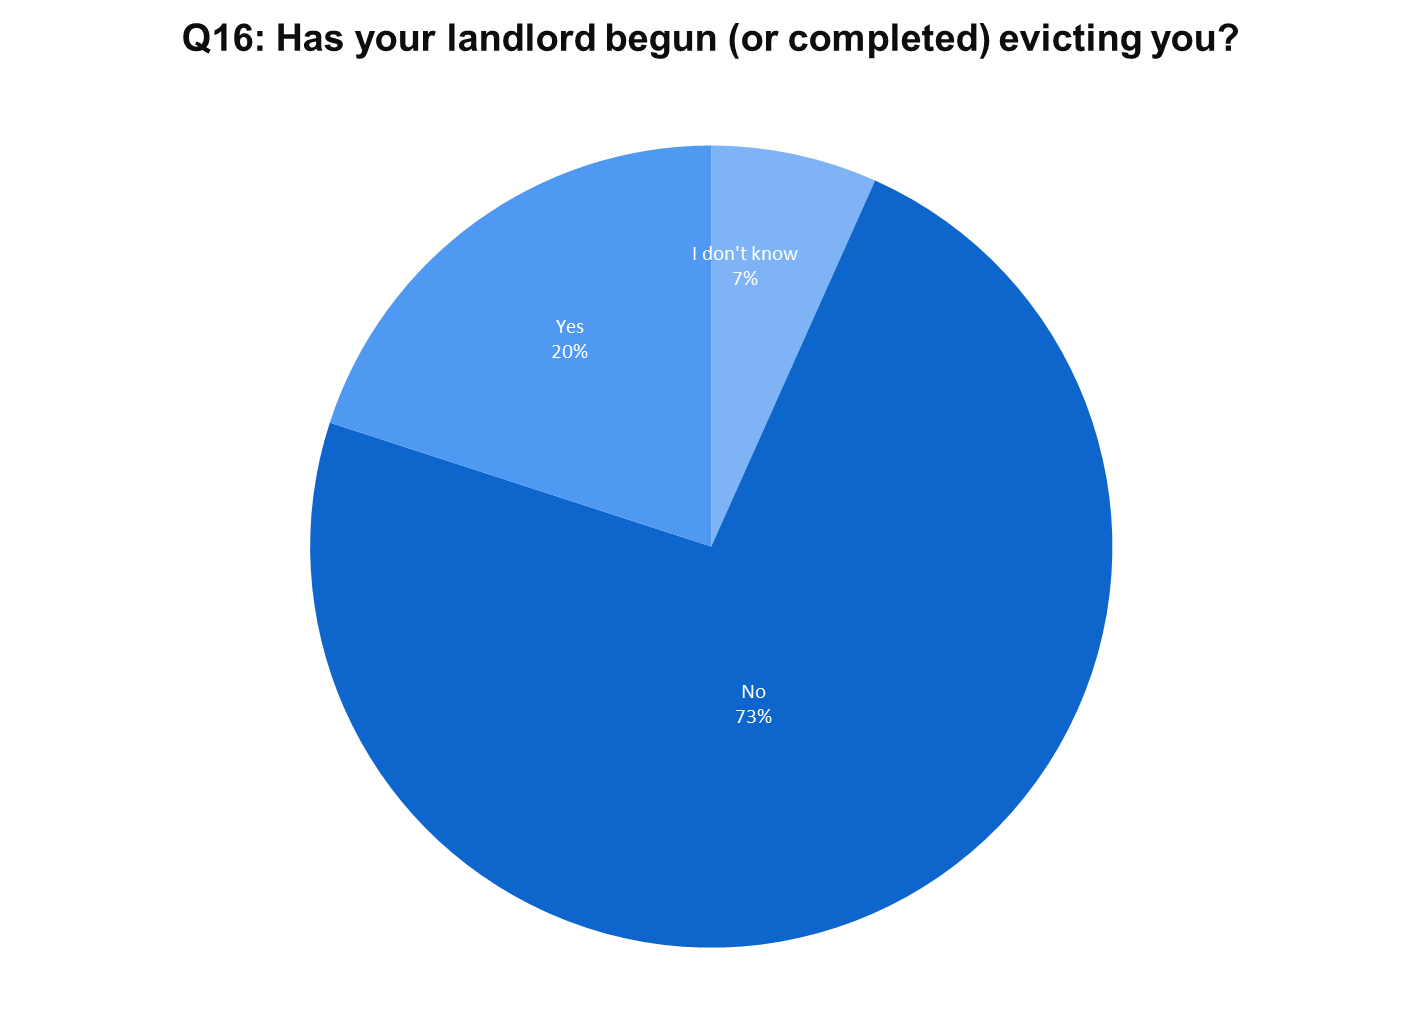 Q16: Has your landlord begun (or completed) evicting you?
I don't know
7%
Yes
20%
No
73%